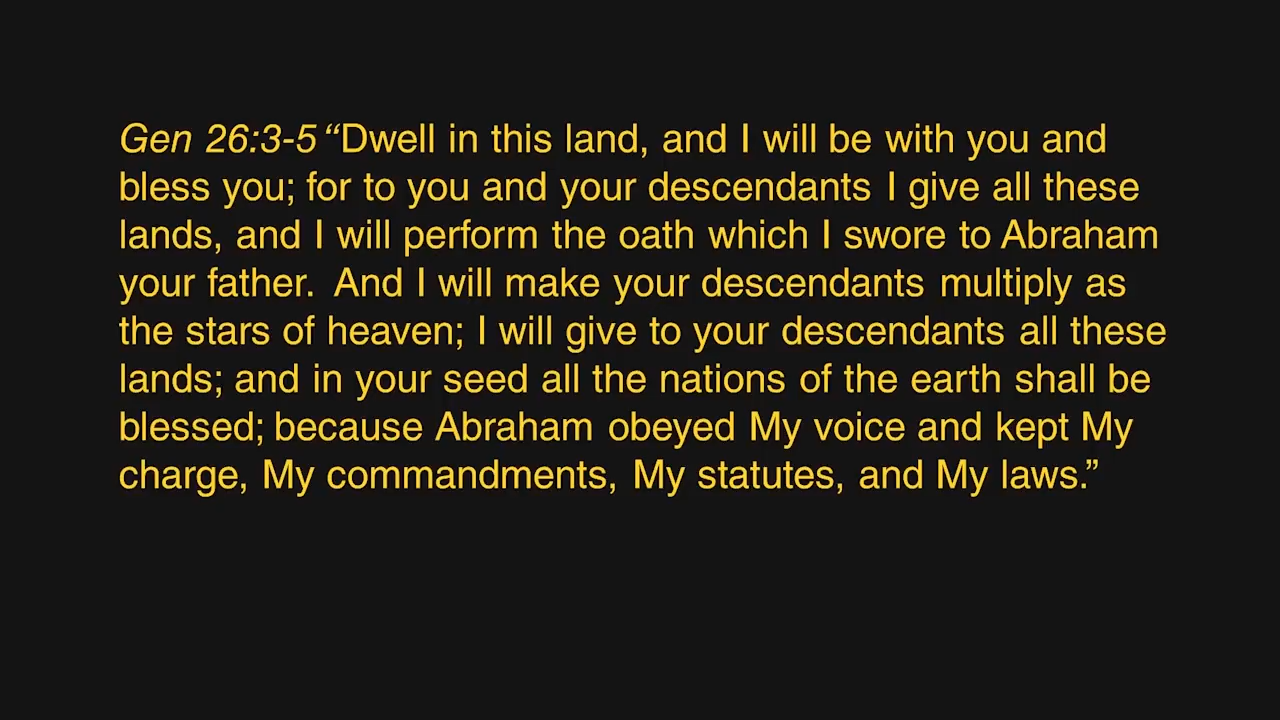 Gen 26:3-5 “Dwell in this land, and I will be with you and
bless you; for to you and your descendants I give all these
lands, and I will perform the oath which I swore to Abraham
your father.  And I will make your descendants multiply as
the stars of heaven; I will give to your descendants all these
lands; and in your seed all the nations of the earth shall be
blessed; because Abraham obeyed My voice and kept My
charge, My commandments, My statutes, and My laws.”